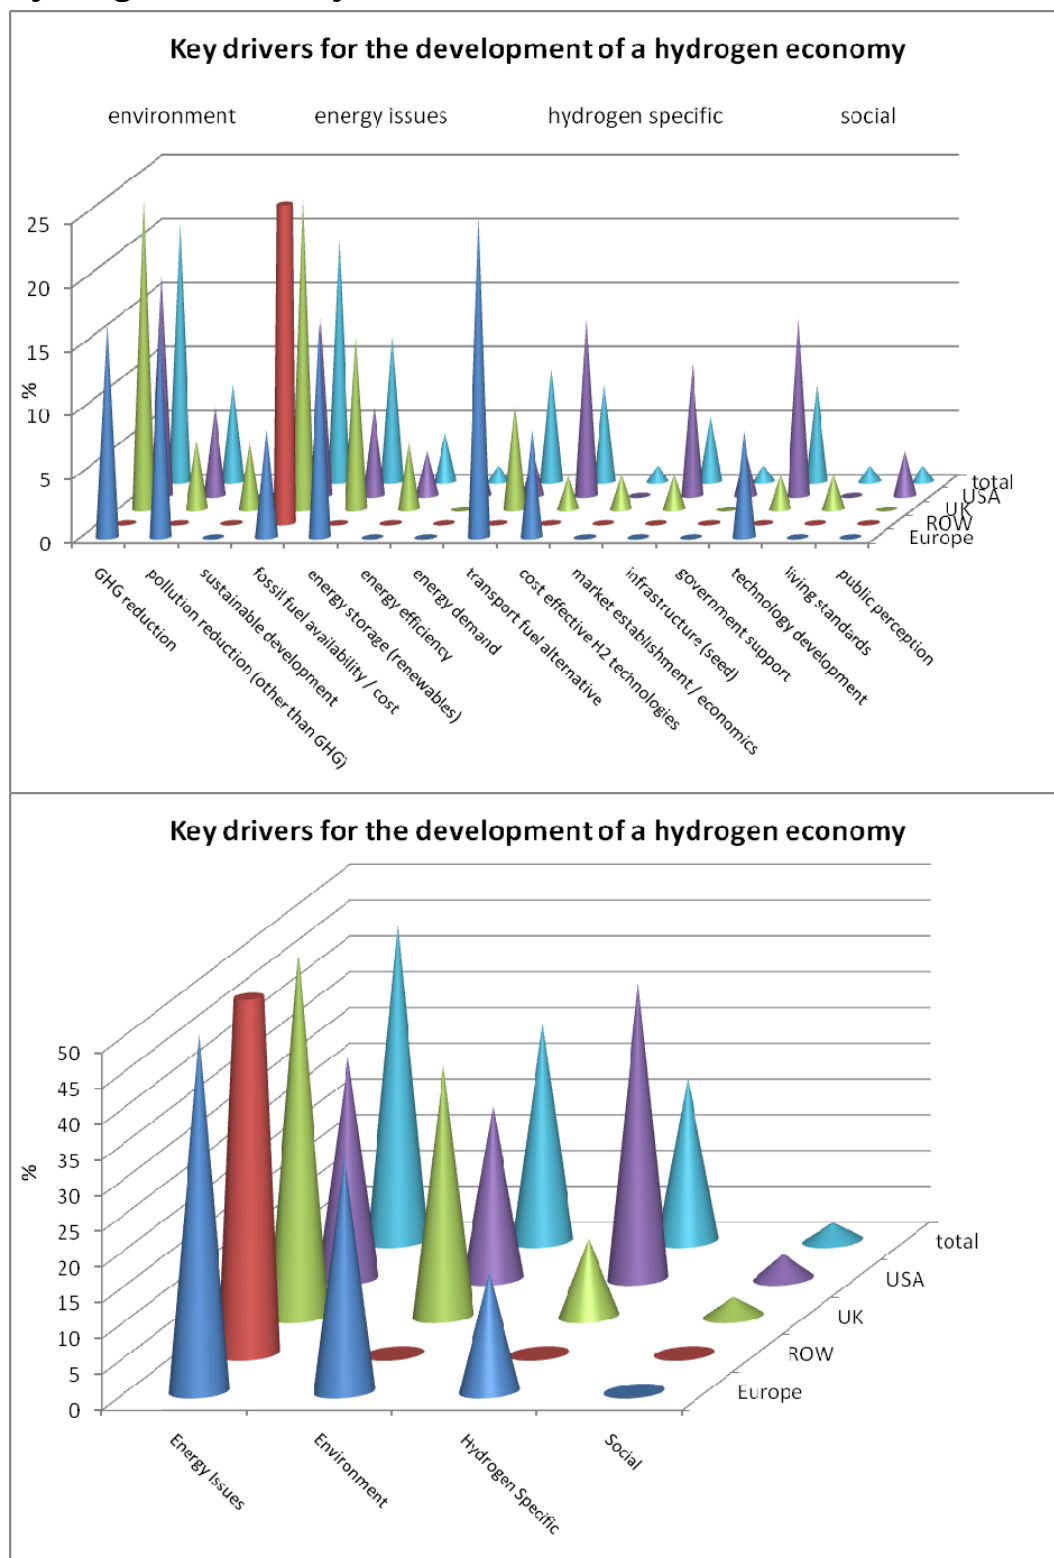 Key drivers for the development of a hydrogen economy
environment energy issues hydrogen specific social
25
20
15
10
5
0
%
total
USA
UK
ROW
Europe
GHG reduction
pollution reduction (other than GHG)
sustainable development
fossil fuel availability / cost
energy storage (renewables)
energy efficiency
energy demand
transport fuel alternative
cost effective H2 technologies
market establishment / economics
infrastructure (seed)
government support
technology development
living standards
public perception
Key drivers for the development of a hydrogen economy
50
45
40
35
30
25
20
15
10
5
0
%
total
USA
UK
ROW
Europe
Energy Issues
Environment
Hydrogen Specific
Social